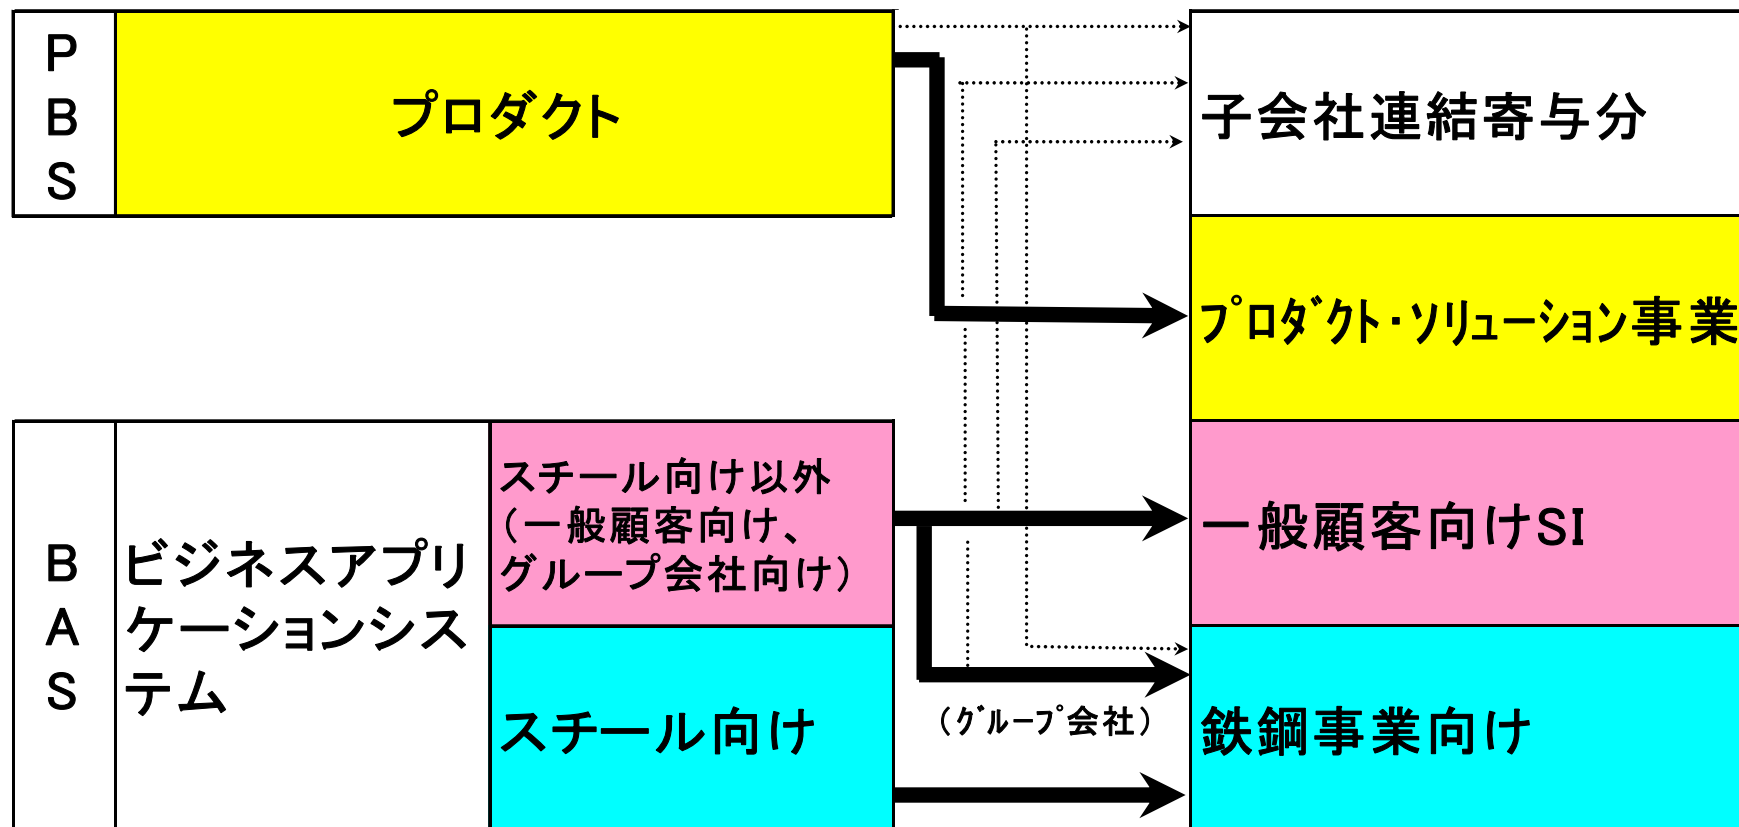 PBS
プロダクト
子会社連結寄与分
プロダクト・ソリューション事業
BAS
ビジネスアプリ
ケーションシス
テム
スチール向け以外
(一般顧客向け、
グループ会社向け)
一般顧客向けSI
スチール向け
(グループ会社)
鉄鋼事業向け